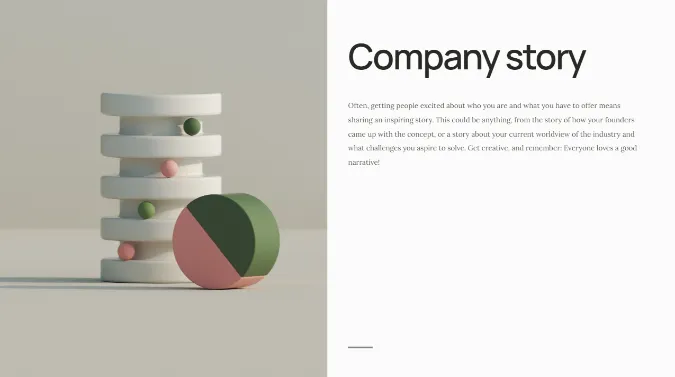 Company story
Often, getting people excited about who you are and what you have to offer means
sharing an inspiring story. This could be anything, from the story of how your founders
came up with the concept, or a story about your current worldview of the industry and
what challenges you aspire to solve. Get creative, and remember: Everyone loves a good
narrative!